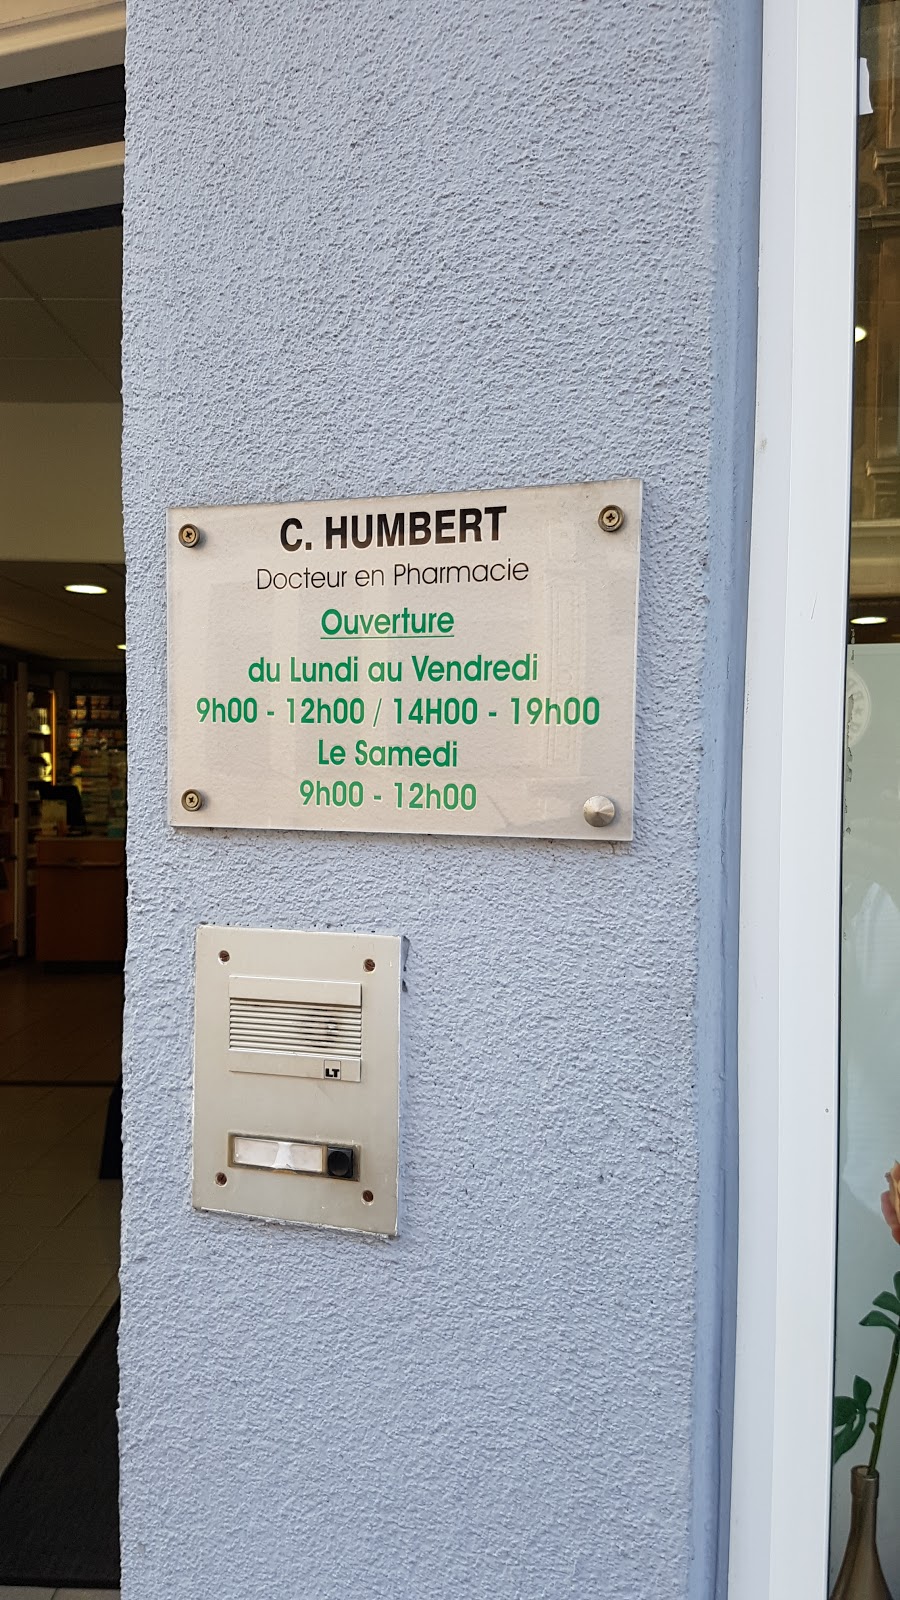 C. HUMBERT
Docteur en Pharmacie
Ouverture
du Lundi au Vendredi
9h00 - 12h00 / 14H00 - 19h00
Le Samedi
9h00 - 12h00
LT